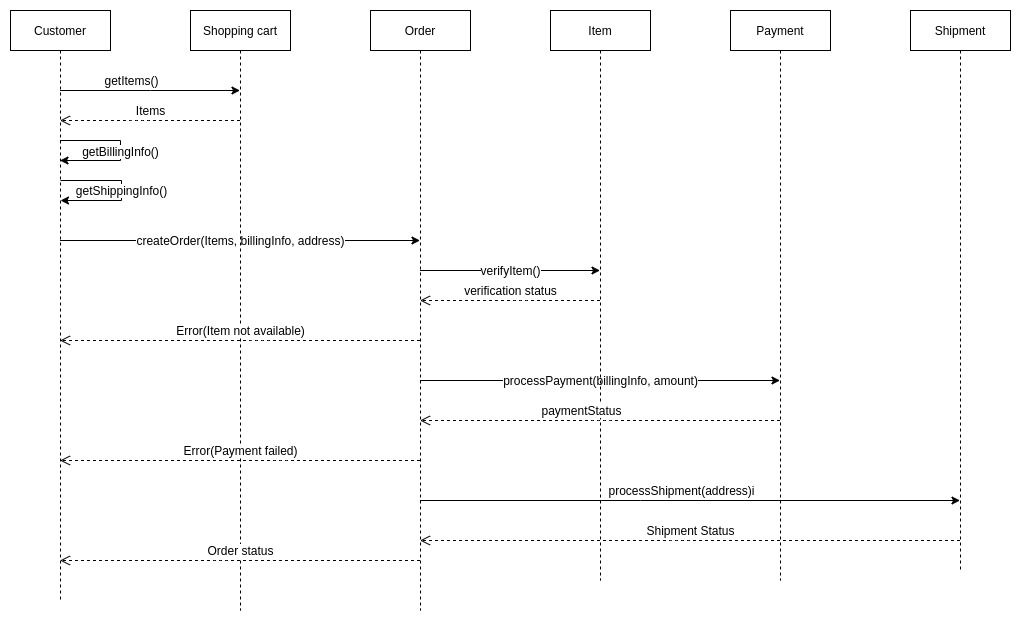 Customer
Shopping cart
Order
Item
Payment
Shipment
getItems()
Items
getBillingInfo()
getShippingInfo()
createOrder(Items, billingInfo, address)
verifyItem()
verification status
Error(Item not available)
processPayment(billingInfo, amount)
paymentStatus
Error(Payment failed)
processShipment(address)i
Shipment Status
Order status